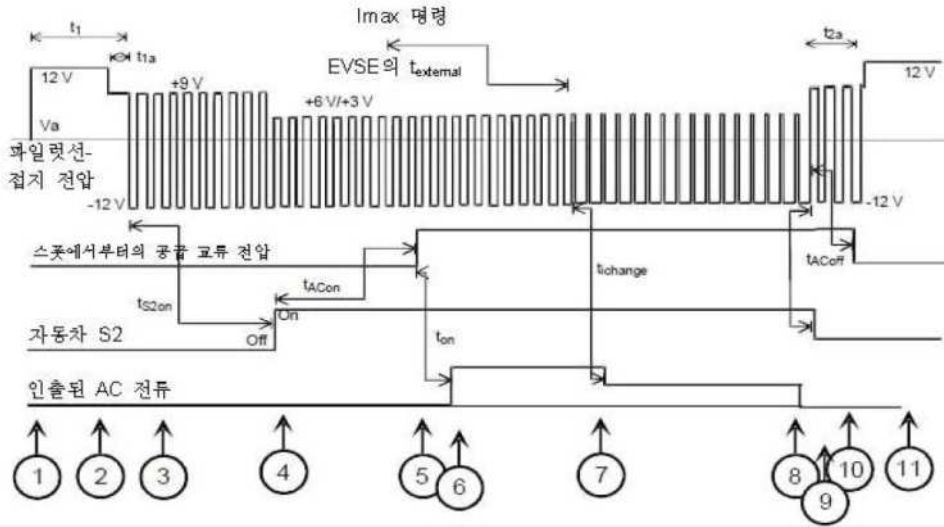 Imax 명령
t1
t1a
t2a
EVSE의 texternal
12 V
+9 V
+6 V/+3 V
12 V
Va
파일럿선-
접지 전압
-12 V
-12 V
스폿에서부터의 공급 교류 전압
tACon
tichange
tACoff
tS2on
On
자동차 S2
Off
ton
인출된 AC 전류
1
2
3
4
5
6
7
8
9
10
11